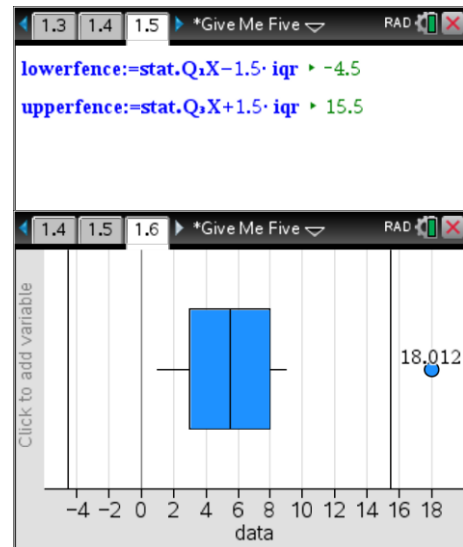 1.3 1.4 1.5 *Give Me Five RAD
lowerfence:=stat.Q₁X−1.5· iqr ▸ -4.5
upperfence:=stat.Q₃X+1.5· iqr ▸ 15.5
1.4 1.5 1.6 *Give Me Five RAD
Click to add variable
18.012
-4 -2 0 2 4 6 8 10 12 14 16 18
data